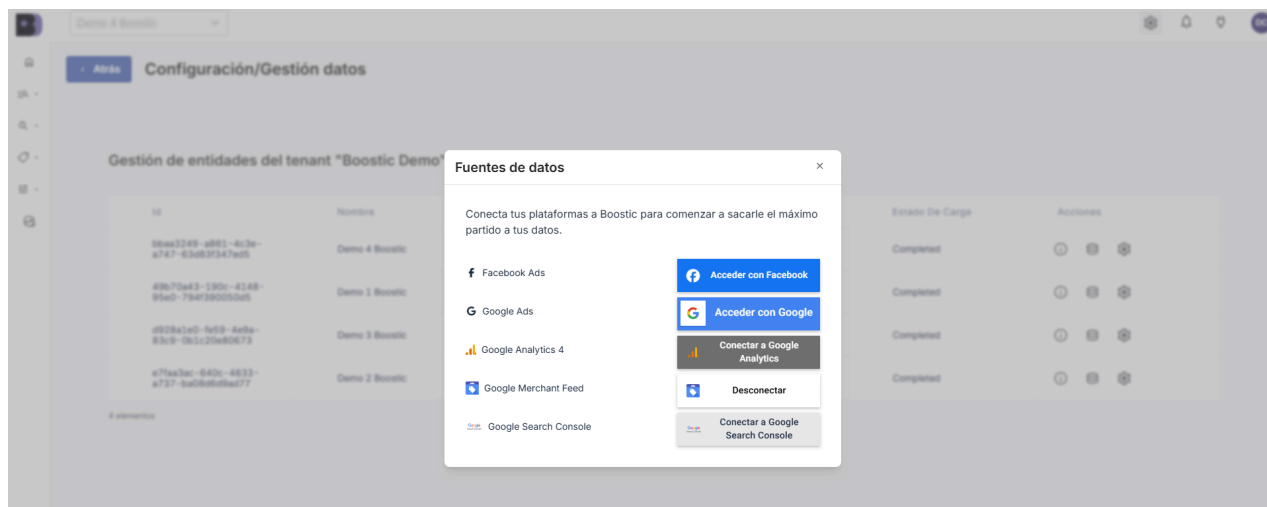 Demo 4 Boostic
‹ Atrás Configuración/Gestión datos
Gestión de entidades del tenant "Boostic Demo"
Fuentes de datos ×
Conecta tus plataformas a Boostic para comenzar a sacarle el máximo
partido a tus datos.
Facebook Ads Acceder con Facebook
Google Ads Acceder con Google
Google Analytics 4 Conectar a Google
Analytics
Google Merchant Feed Desconectar
Google Search Console Conectar a Google
Search Console
Id Nombre Estado De Carga Acciones
Demo 4 Boostic Completed
Demo 1 Boostic Completed
Demo 3 Boostic Completed
Demo 2 Boostic Completed
4 elementos